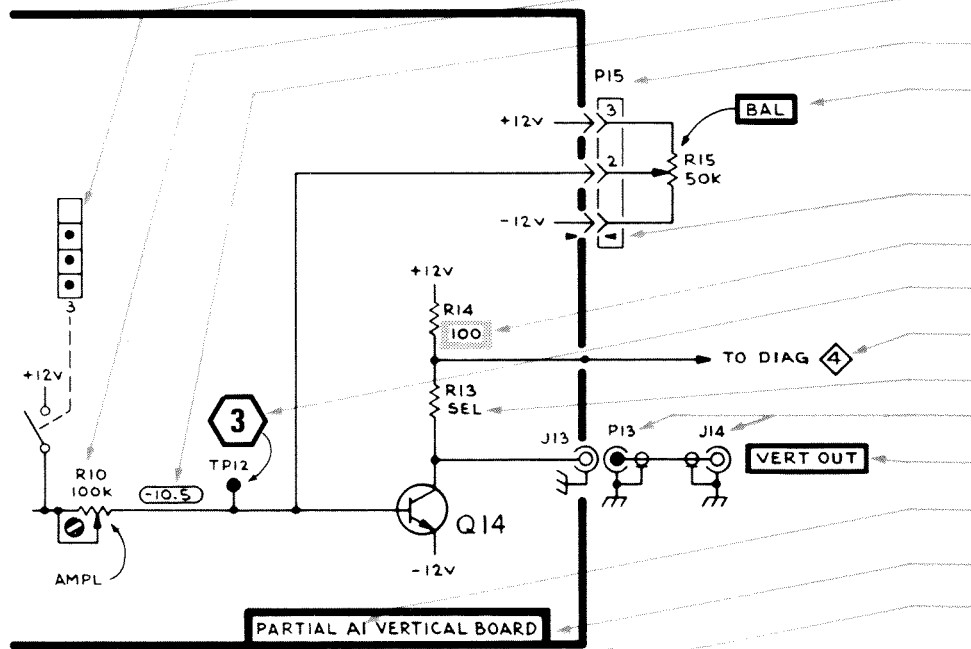 P15
3
BAL
+12V
2
R15
50K
-12V
+12V
R14
100
3
TO DIAG 4
+12V
R13
SEL
3
J13
P13
J14
VERT OUT
TP12
R10
100K
-10.5
Q14
AMPL
-12V
PARTIAL A1 VERTICAL BOARD